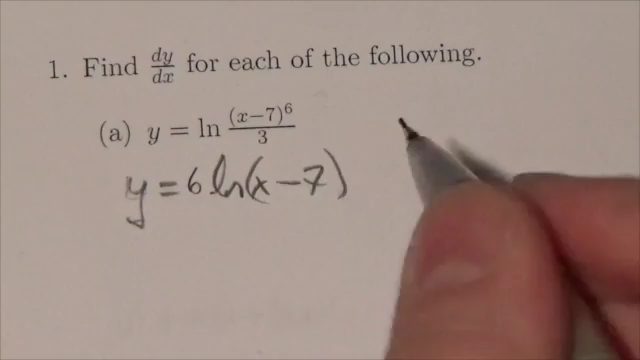 1. Find dy/dx for each of the following.
(a) y = ln (x−7)⁶/3
y = 6 ln(x − 7)